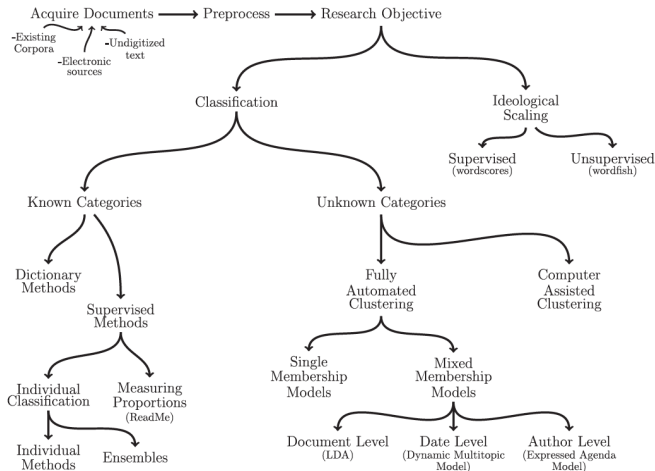 Acquire Documents
Preprocess
Research Objective
-Existing
Corpora
-Electronic
sources
-Undigitized
text
Classification
Ideological
Scaling
Supervised
(wordscores)
Unsupervised
(wordfish)
Known Categories
Unknown Categories
Dictionary
Methods
Supervised
Methods
Fully
Automated
Clustering
Computer
Assisted
Clustering
Individual
Classification
Measuring
Proportions
(ReadMe)
Single
Membership
Models
Mixed
Membership
Models
Individual
Methods
Ensembles
Document Level
(LDA)
Date Level
(Dynamic Multitopic
Model)
Author Level
(Expressed Agenda
Model)